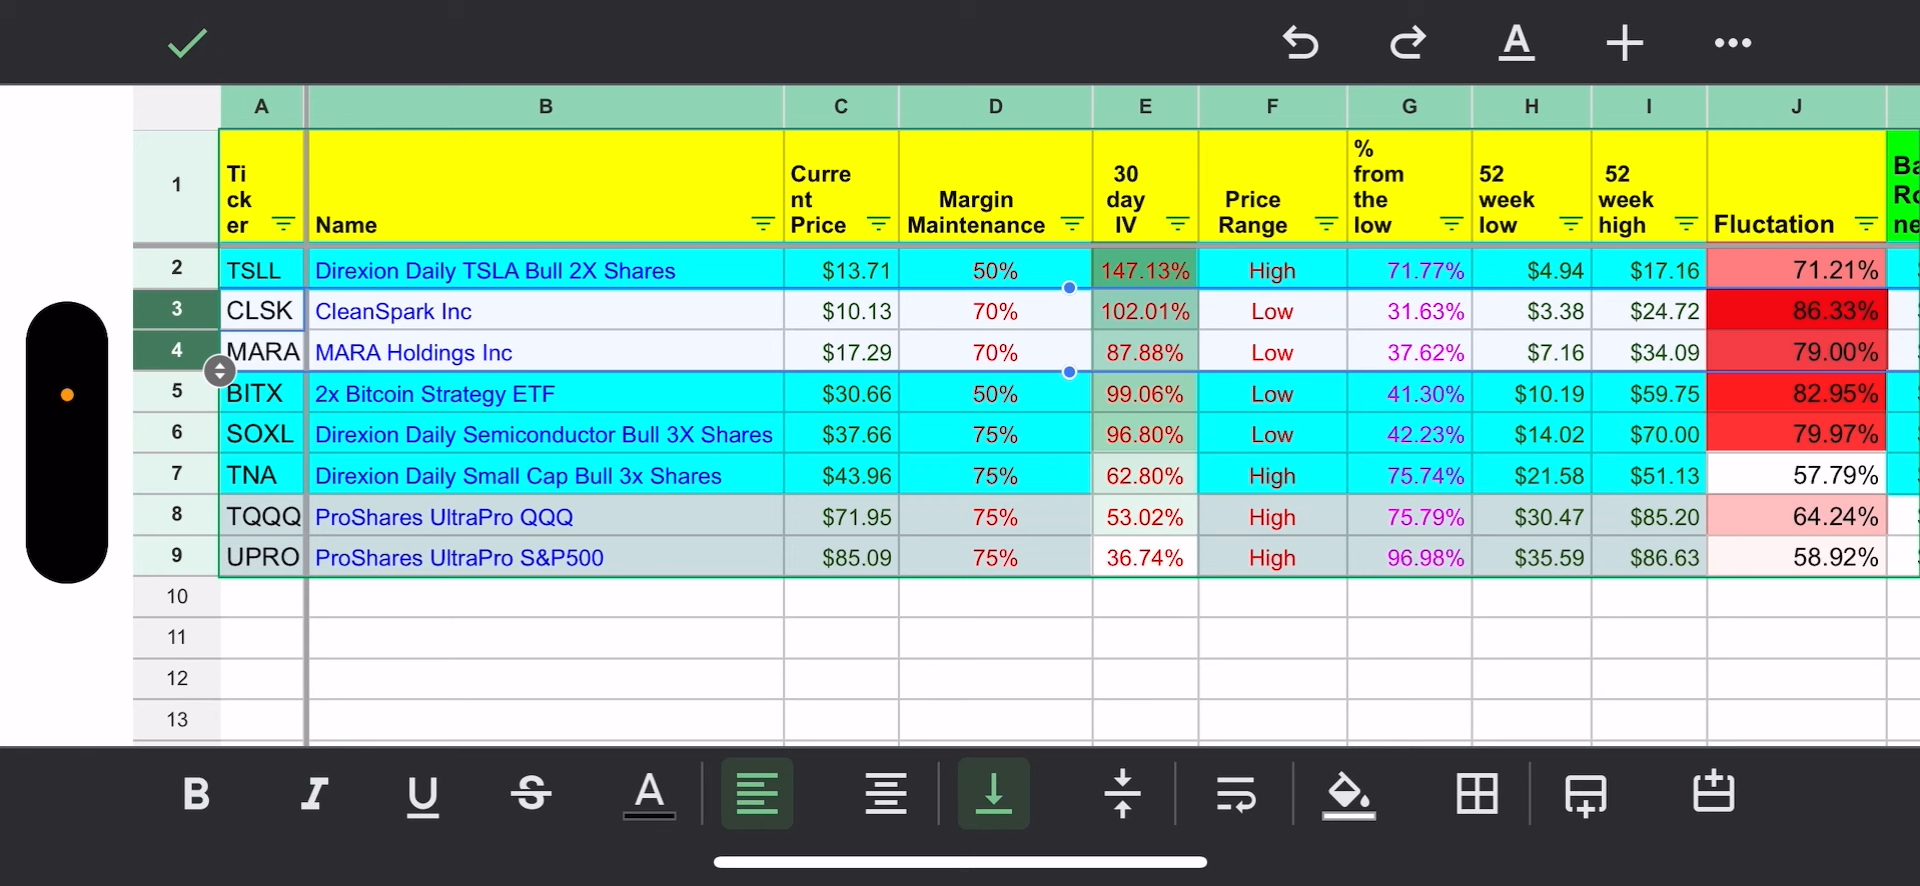 A B C D E F G H I J
1 Ti ck er Name Curre nt Price Margin Maintenance 30 day IV Price Range % from the low 52 week low 52 week high Fluctation Ba Ro ne
2 TSLL Direxion Daily TSLA Bull 2X Shares $13.71 50% 147.13% High 71.77% $4.94 $17.16 71.21%
3 CLSK CleanSpark Inc $10.13 70% 102.01% Low 31.63% $3.38 $24.72 86.33%
4 MARA MARA Holdings Inc $17.29 70% 87.88% Low 37.62% $7.16 $34.09 79.00%
5 BITX 2x Bitcoin Strategy ETF $30.66 50% 99.06% Low 41.30% $10.19 $59.75 82.95%
6 SOXL Direxion Daily Semiconductor Bull 3X Shares $37.66 75% 96.80% Low 42.23% $14.02 $70.00 79.97%
7 TNA Direxion Daily Small Cap Bull 3x Shares $43.96 75% 62.80% High 75.74% $21.58 $51.13 57.79%
8 TQQQ ProShares UltraPro QQQ $71.95 75% 53.02% High 75.79% $30.47 $85.20 64.24%
9 UPRO ProShares UltraPro S&P500 $85.09 75% 36.74% High 96.98% $35.59 $86.63 58.92%
10
11
12
13
B I U S A